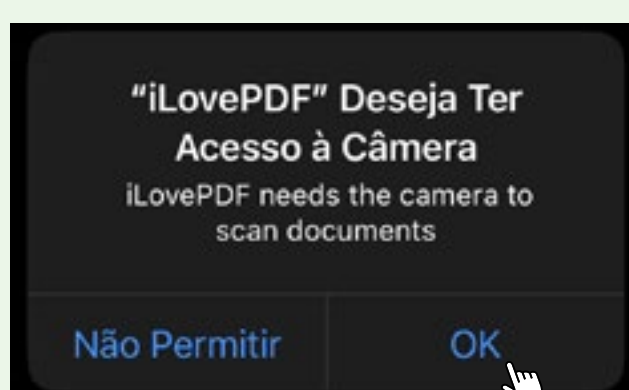 “iLovePDF” Deseja Ter
Acesso à Câmera
iLovePDF needs the camera to
scan documents
Não Permitir
OK